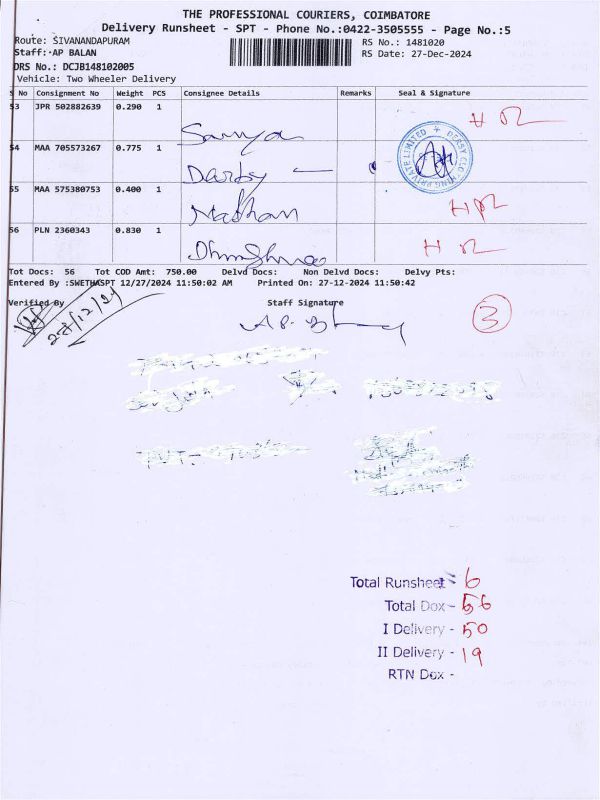 THE PROFESSIONAL COURIERS, COIMBATORE
Delivery Runsheet - SPT - Phone No.:0422-3505555 - Page No.:5
Route: SIVANANDAPURAM RS No.: 1481020
Staff: AP BALAN RS Date: 27-Dec-2024
DRS No.: DCJB148102005
Vehicle: Two Wheeler Delivery
S No Consignment No Weight PCS Consignee Details Remarks Seal & Signature
53 JPR 502882639 0.290 1 Sanya
54 MAA 705573267 0.775 1
55 MAA 575380753 0.400 1 Nathan
56 PLN 2360343 0.830 1
PRIVATE LIMITED
Tot Docs: 56 Tot COD Amt: 750.00 Delvd Docs: Non Delvd Docs: Delvy Pts:
Entered By :SWETHASPT 12/27/2024 11:50:02 AM Printed On: 27-12-2024 11:50:42
Verified By Staff Signature
3
Total Runsheet - 6
Total Dox - 56
I Delivery - 50
II Delivery - 19
RTN Dox -